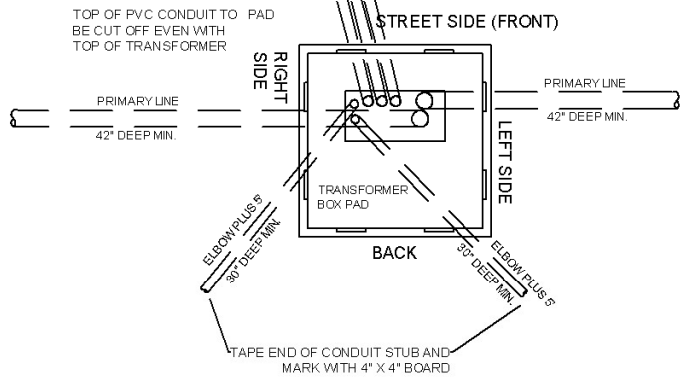 TOP OF PVC CONDUIT TO PAD
BE CUT OFF EVEN WITH
TOP OF TRANSFORMER
STREET SIDE (FRONT)
RIGHT
SIDE
PRIMARY LINE
42" DEEP MIN.
PRIMARY LINE
42" DEEP MIN.
LEFT SIDE
TRANSFORMER
BOX PAD
ELBOW PLUS 5'
30" DEEP MIN.
BACK
ELBOW PLUS 5'
30" DEEP MIN.
TAPE END OF CONDUIT STUB AND
MARK WITH 4" X 4" BOARD